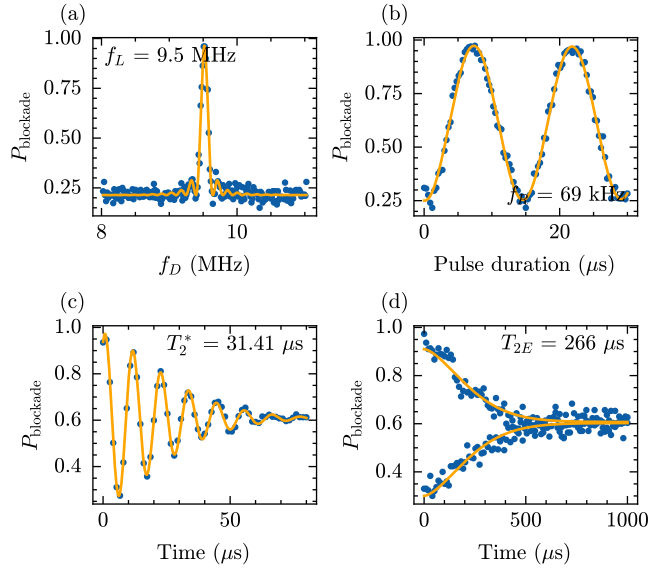 (a)
f_L = 9.5 MHz
1.00
0.75
0.50
0.25
P_blockade
8
10
f_D (MHz)
(b)
1.00
0.75
0.50
0.25
P_blockade
= 69 kHz
0
20
Pulse duration (μs)
(c)
T_2^* = 31.41 μs
1.0
0.8
0.6
0.4
P_blockade
0
50
Time (μs)
(d)
T_2E = 266 μs
1.0
0.8
0.6
0.4
P_blockade
0
500
1000
Time (μs)